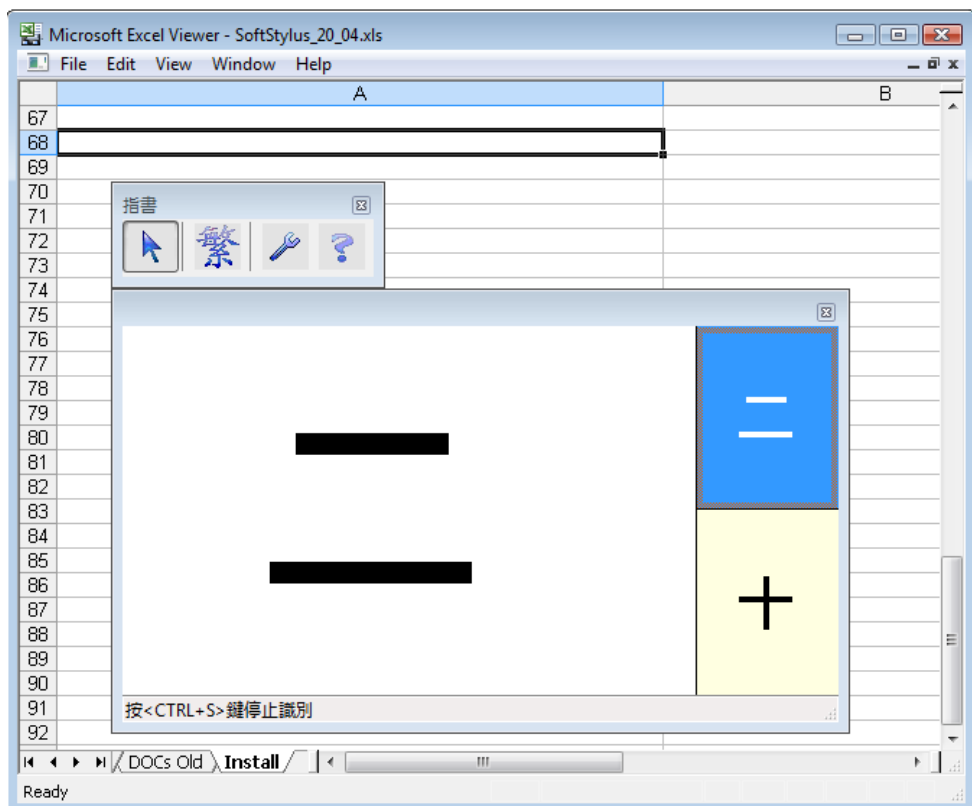 Microsoft Excel Viewer - SoftStylus_20_04.xls
File Edit View Window Help
A B
67
68
69
70
指書
71
72
繁
73
74
75
76
77
78
79
二
80
81
82
83
84
85
86
十
87
88
89
90
91
按<CTRL+S>鍵停止識別
92
DOCs Old Install
Ready